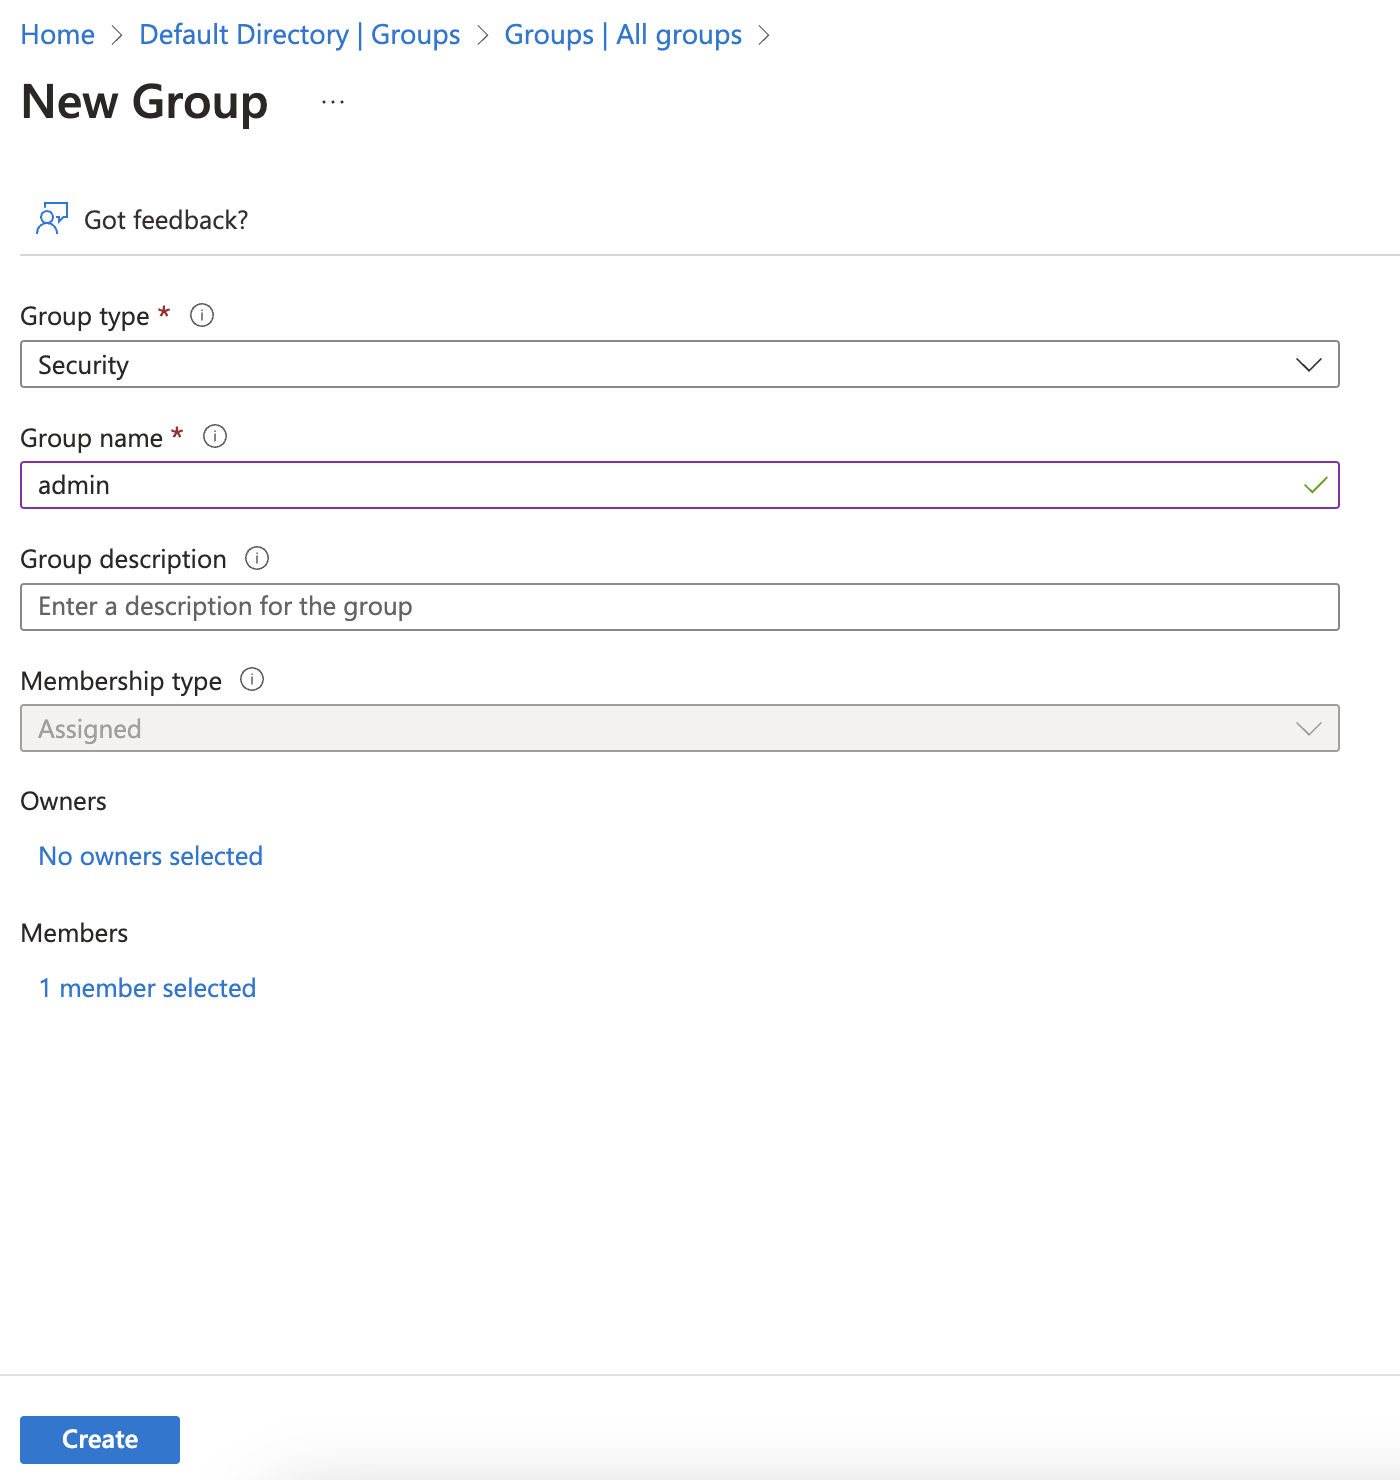 Home > Default Directory | Groups > Groups | All groups >
New Group ...
Got feedback?
Group type *
Security
Group name *
admin
Group description
Enter a description for the group
Membership type
Assigned
Owners
No owners selected
Members
1 member selected
Create